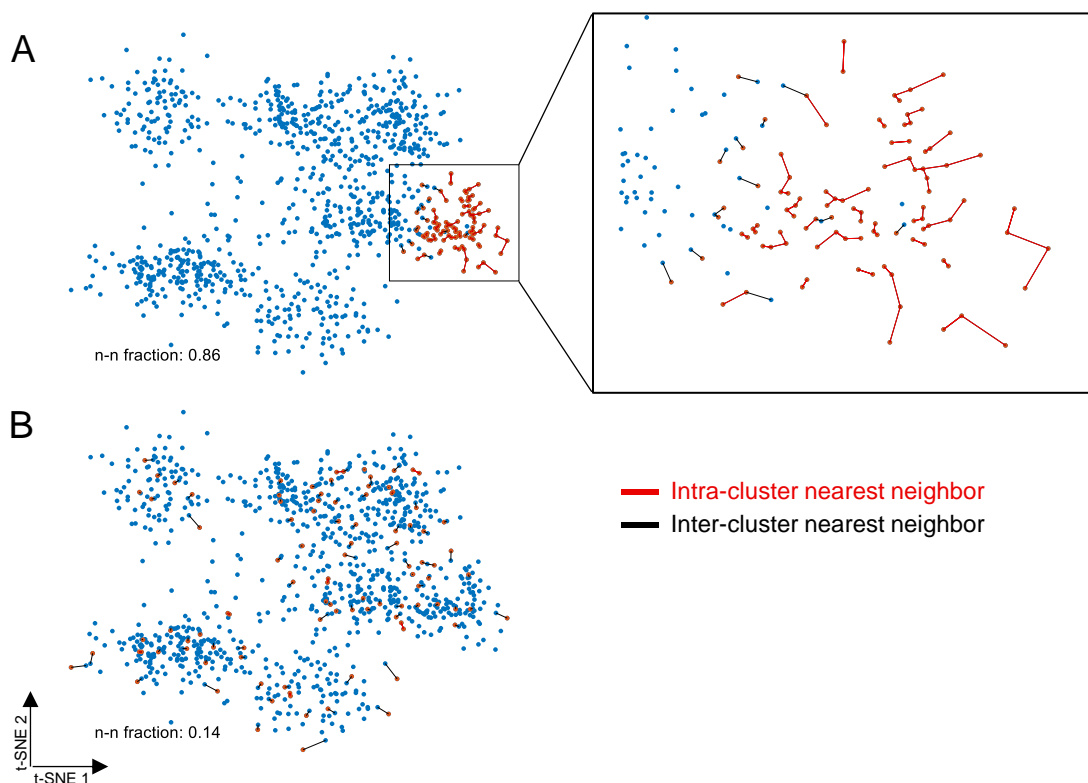 A
n-n fraction: 0.86
B
Intra-cluster nearest neighbor
Inter-cluster nearest neighbor
n-n fraction: 0.14
t-SNE 2
t-SNE 1